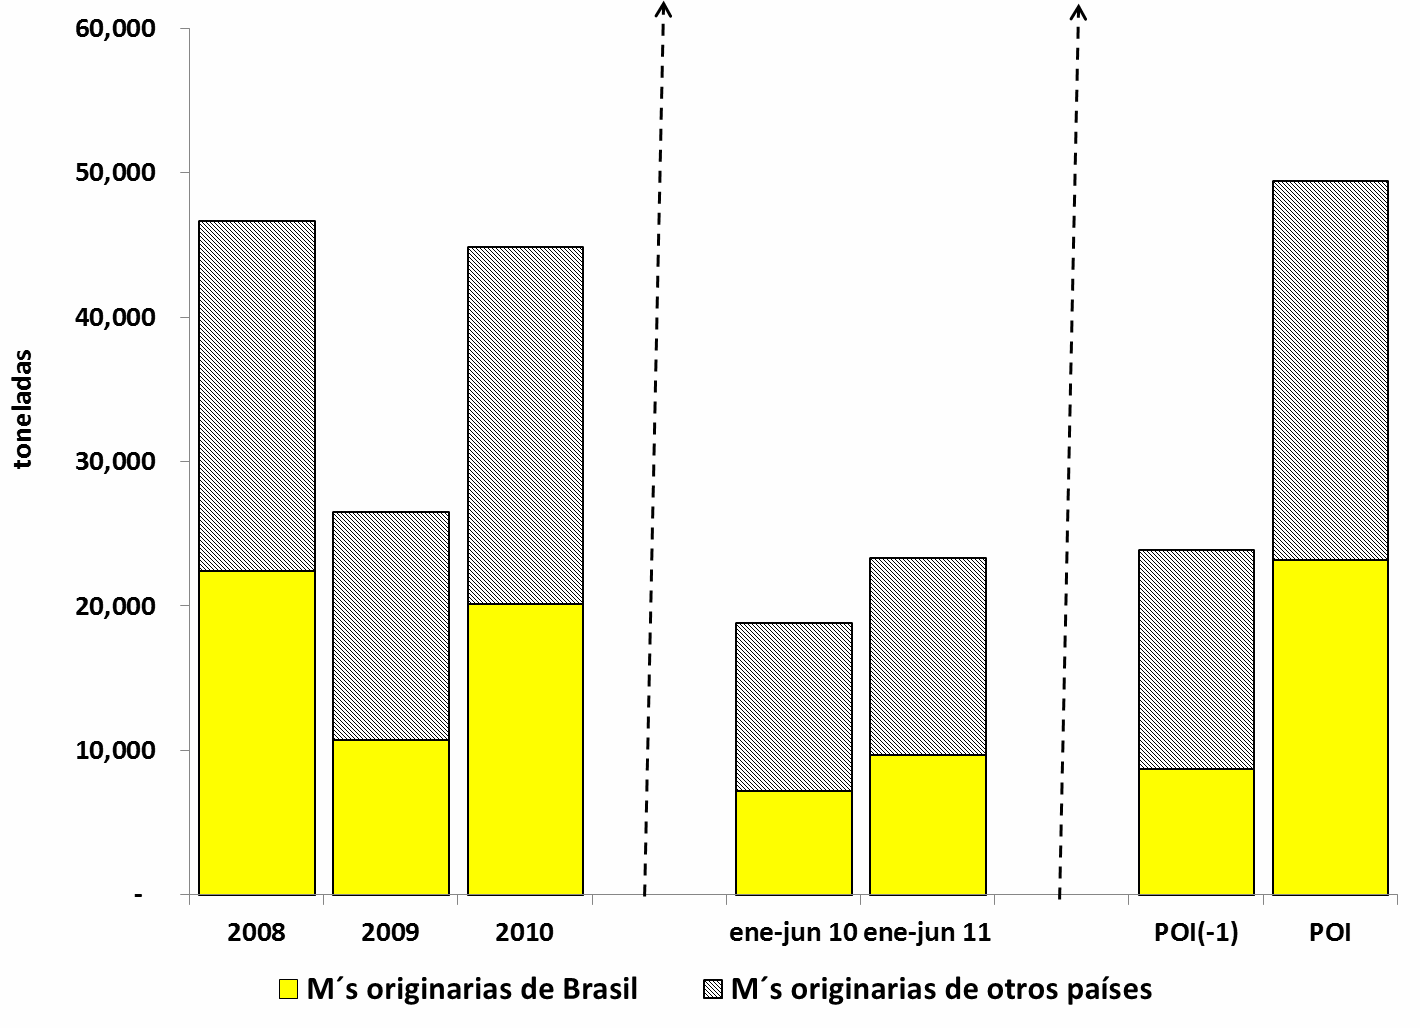 60,000
50,000
40,000
30,000
20,000
10,000
-
toneladas
2008 2009 2010 ene-jun 10 ene-jun 11 POI(-1) POI
M´s originarias de Brasil M´s originarias de otros países